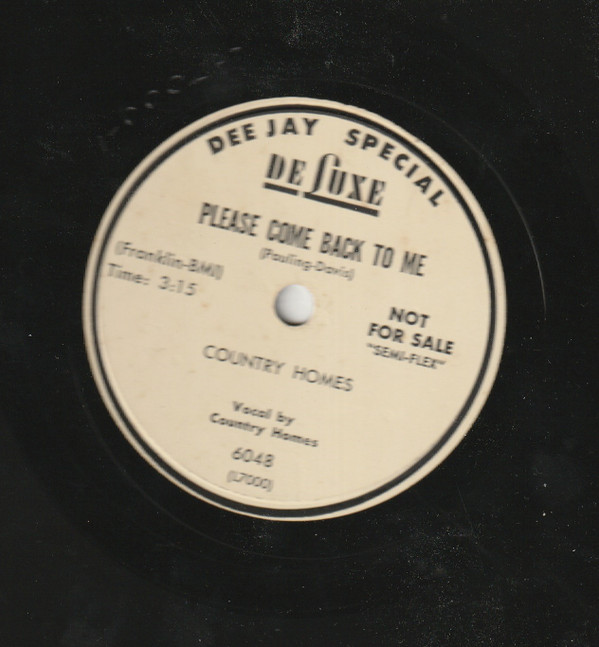 DEE JAY SPECIAL
DE LUXE
PLEASE COME BACK TO ME
(Pauling-Davis)
(Franklin-BMI)
Time: 3:15
NOT
FOR SALE
"SEMI-FLEX"
COUNTRY HOMES
Vocal by
Country Homes
6048
(L7000)